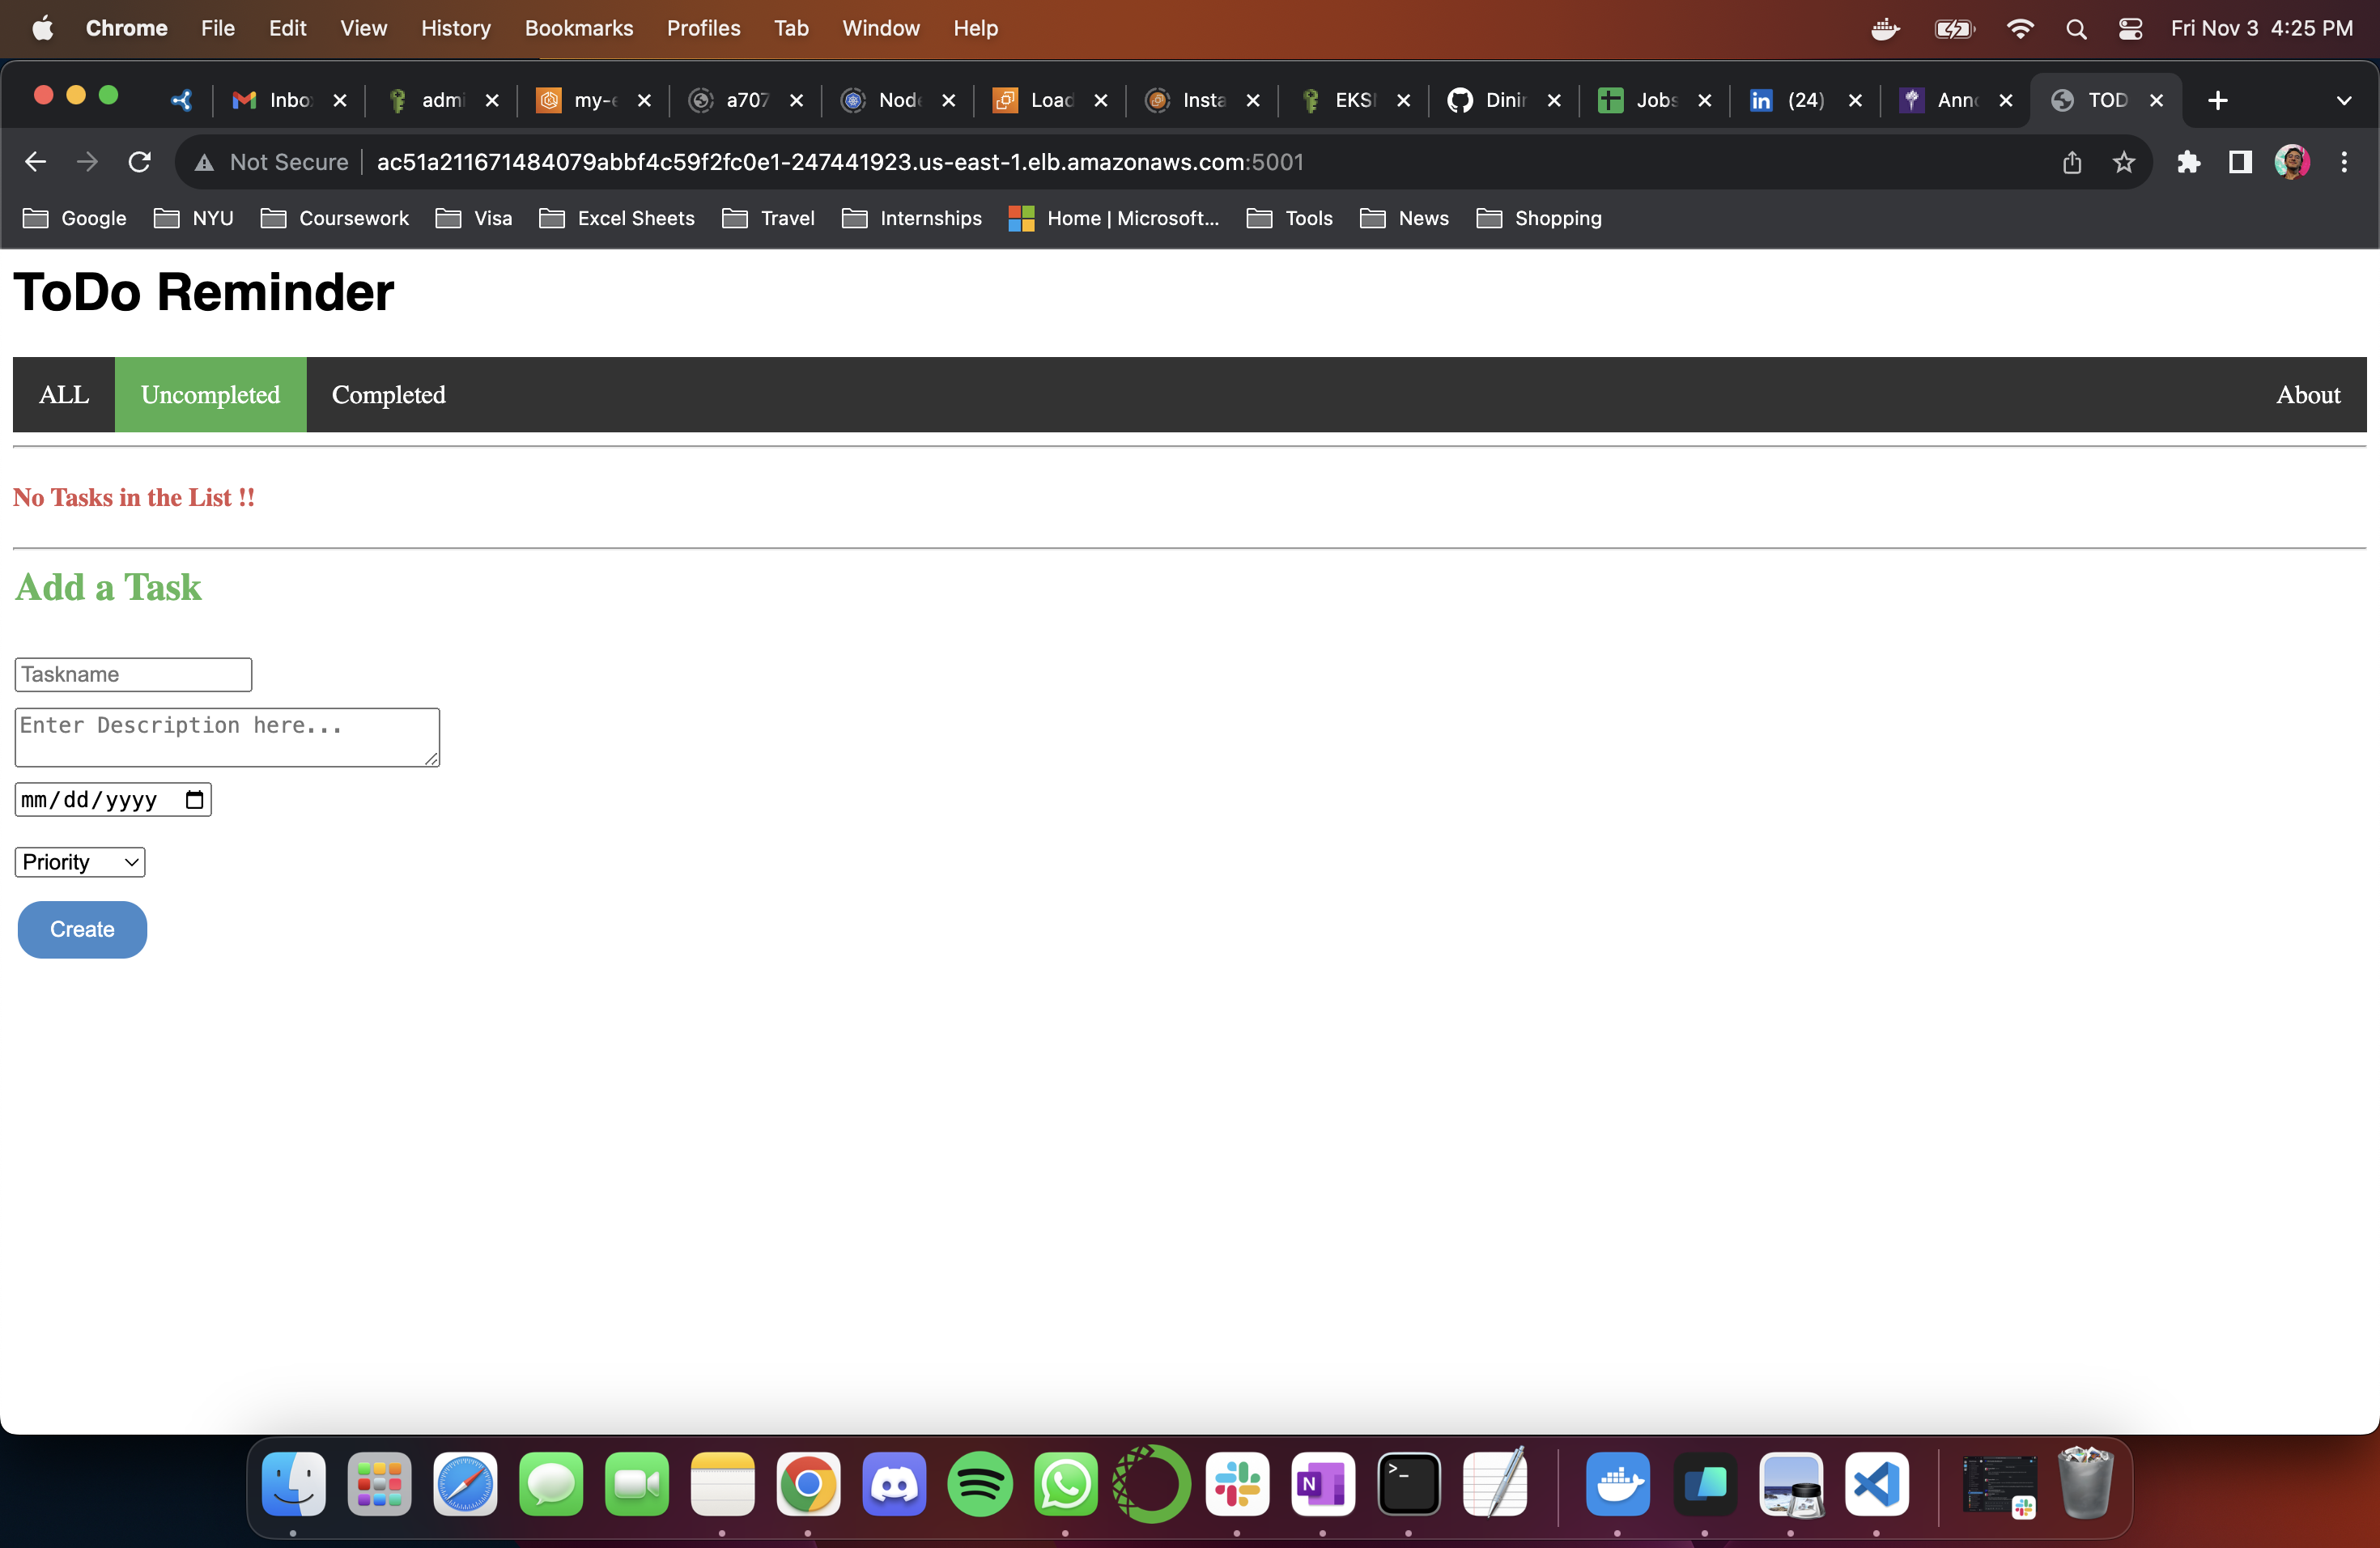 Chrome File Edit View History Bookmarks Profiles Tab Window Help Fri Nov 3 4:25 PM
Inbo admi my-e a707 Node Load Insta EKSI Dinir Jobs (24) Anno TOD
Not Secure ac51a211671484079abbf4c59f2fc0e1-247441923.us-east-1.elb.amazonaws.com:5001
Google NYU Coursework Visa Excel Sheets Travel Internships Home | Microsoft... Tools News Shopping
ToDo Reminder
ALL Uncompleted Completed About
No Tasks in the List !!
Add a Task
Taskname
Enter Description here...
mm/dd/yyyy
Priority
Create